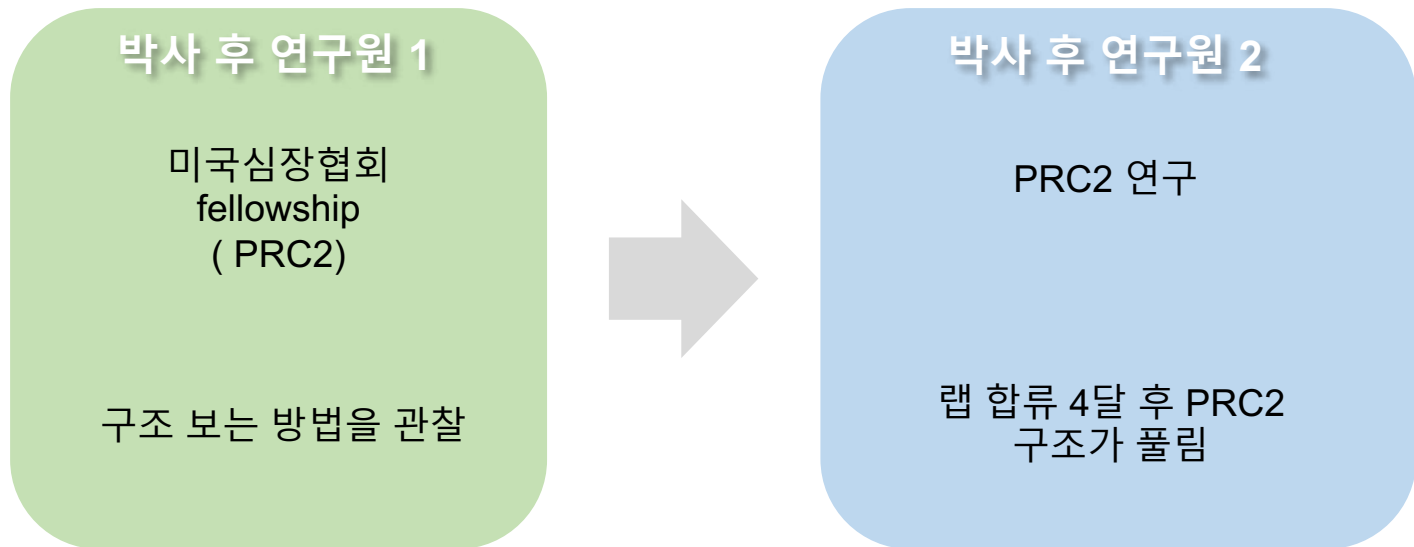 박사 후 연구원 1
미국심장협회
fellowship
( PRC2)
구조 보는 방법을 관찰
박사 후 연구원 2
PRC2 연구
랩 합류 4달 후 PRC2
구조가 풀림